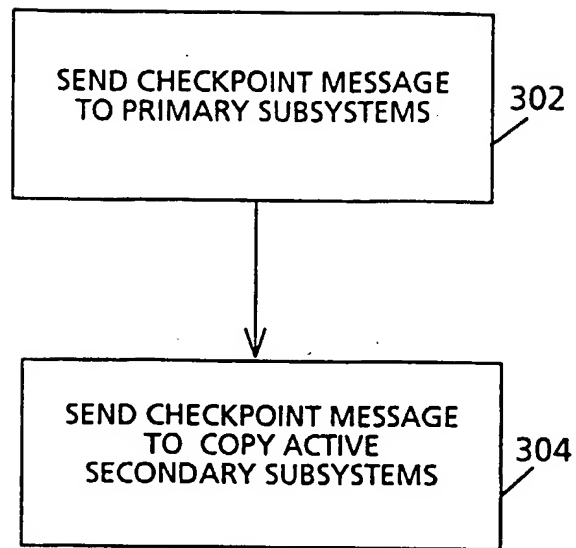 SEND CHECKPOINT MESSAGE
TO PRIMARY SUBSYSTEMS
302
SEND CHECKPOINT MESSAGE
TO COPY ACTIVE
SECONDARY SUBSYSTEMS
304